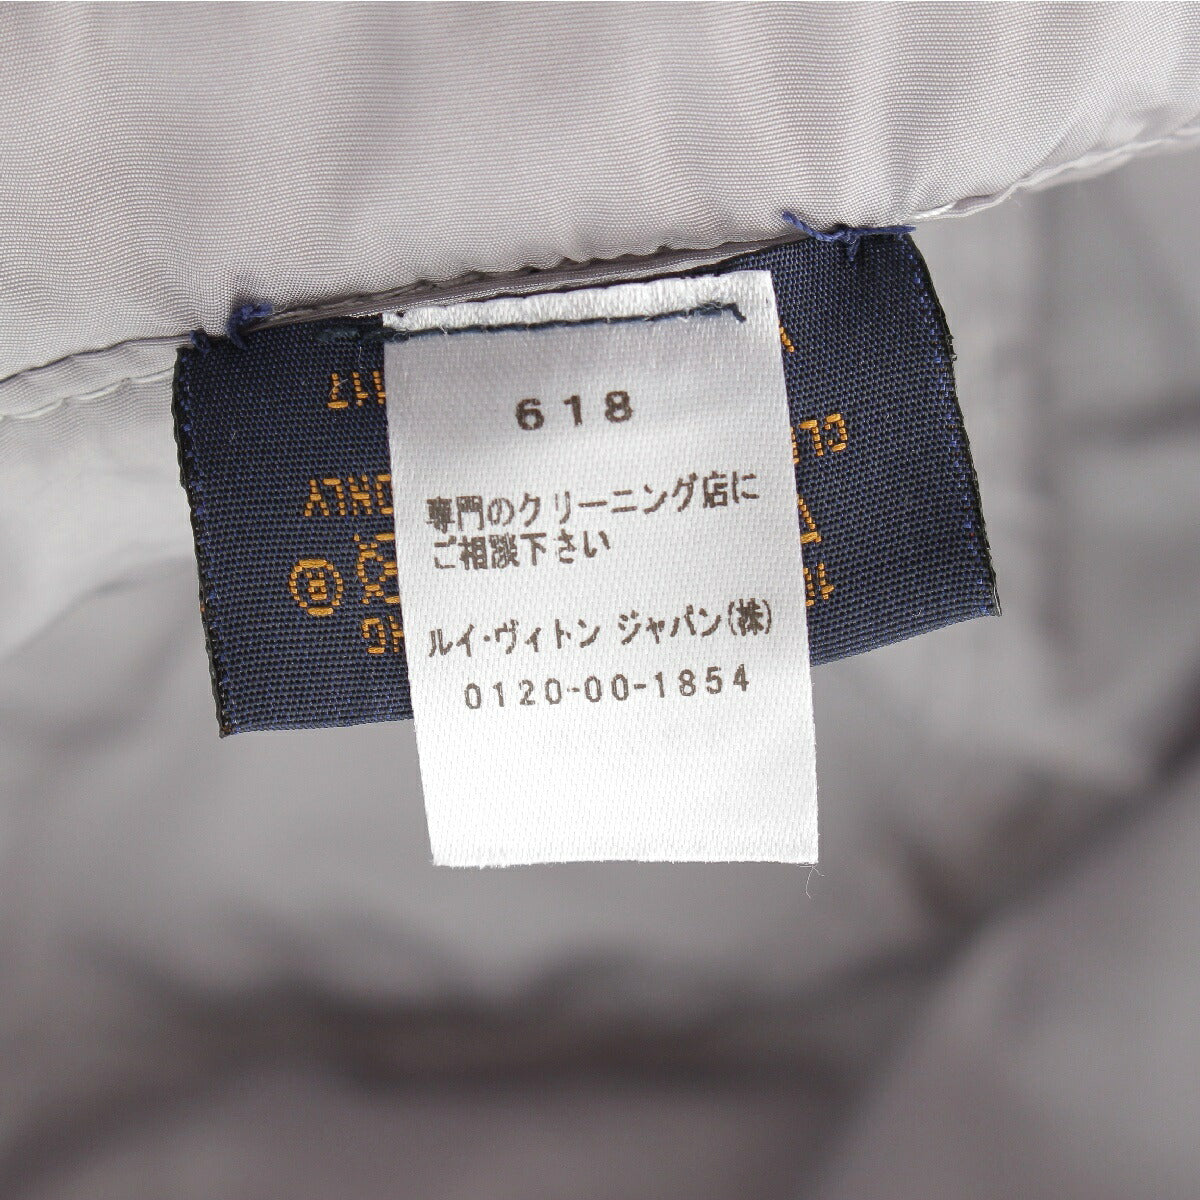 618
専門のクリーニング店に
ご相談下さい
ルイ・ヴィトン ジャパン(株)
0120-00-1854
ONLY